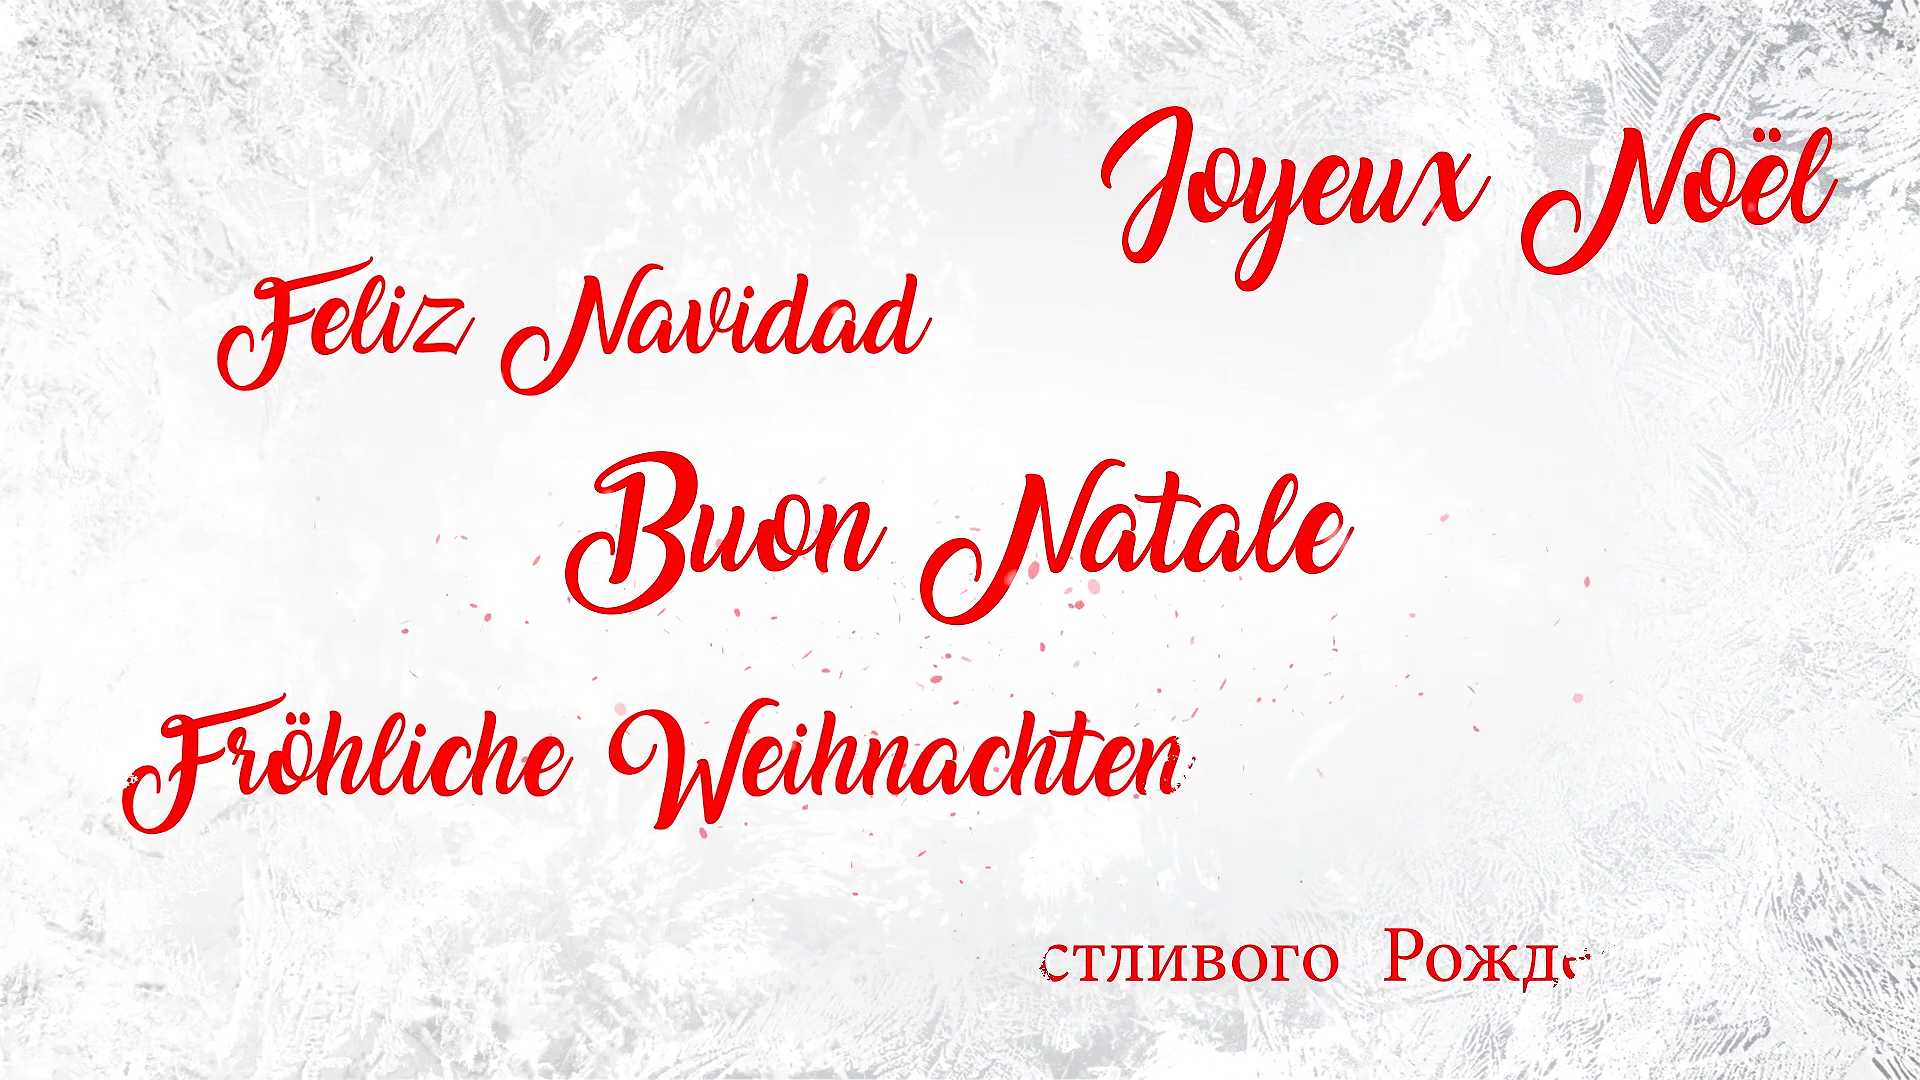 Joyeux Noël
Feliz Navidad
Buon Natale
Fröhliche Weihnachten
стливого Рожд